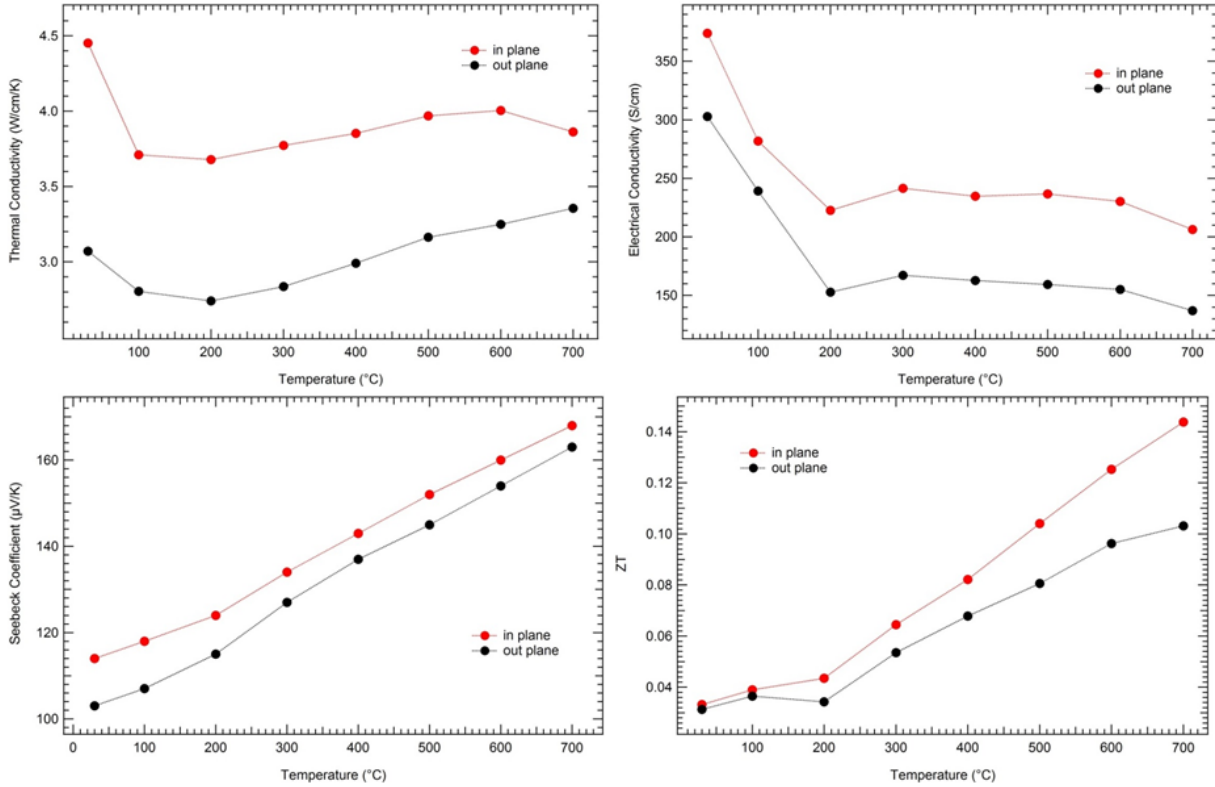 Thermal Conductivity (W/cm/K)
4.5
4.0
3.5
3.0
in plane
out plane
100 200 300 400 500 600 700
Temperature (°C)
Electrical Conductivity (S/cm)
350
300
250
200
150
in plane
out plane
100 200 300 400 500 600 700
Temperature (°C)
Seebeck Coefficient (µV/K)
160
140
120
100
in plane
out plane
0 100 200 300 400 500 600 700
Temperature (°C)
ZT
0.14
0.12
0.10
0.08
0.06
0.04
in plane
out plane
100 200 300 400 500 600 700
Temperature (°C)